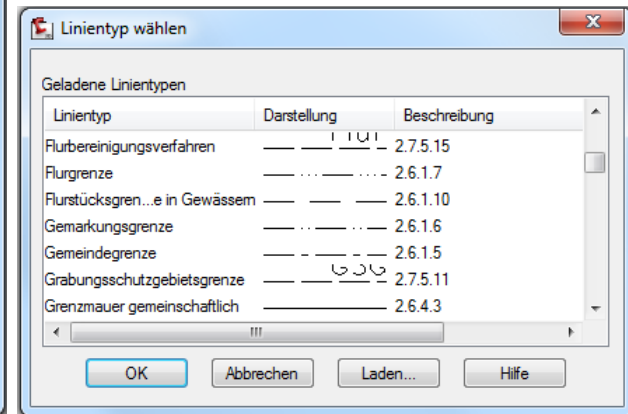 Linientyp wählen
Geladene Linientypen
Linientyp Darstellung Beschreibung
Flurbereinigungsverfahren 2.7.5.15
Flurgrenze 2.6.1.7
Flurstücksgren...e in Gewässern 2.6.1.10
Gemarkungsgrenze 2.6.1.6
Gemeindegrenze 2.6.1.5
Grabungsschutzgebietsgrenze 2.7.5.11
Grenzmauer gemeinschaftlich 2.6.4.3
OK Abbrechen Laden... Hilfe